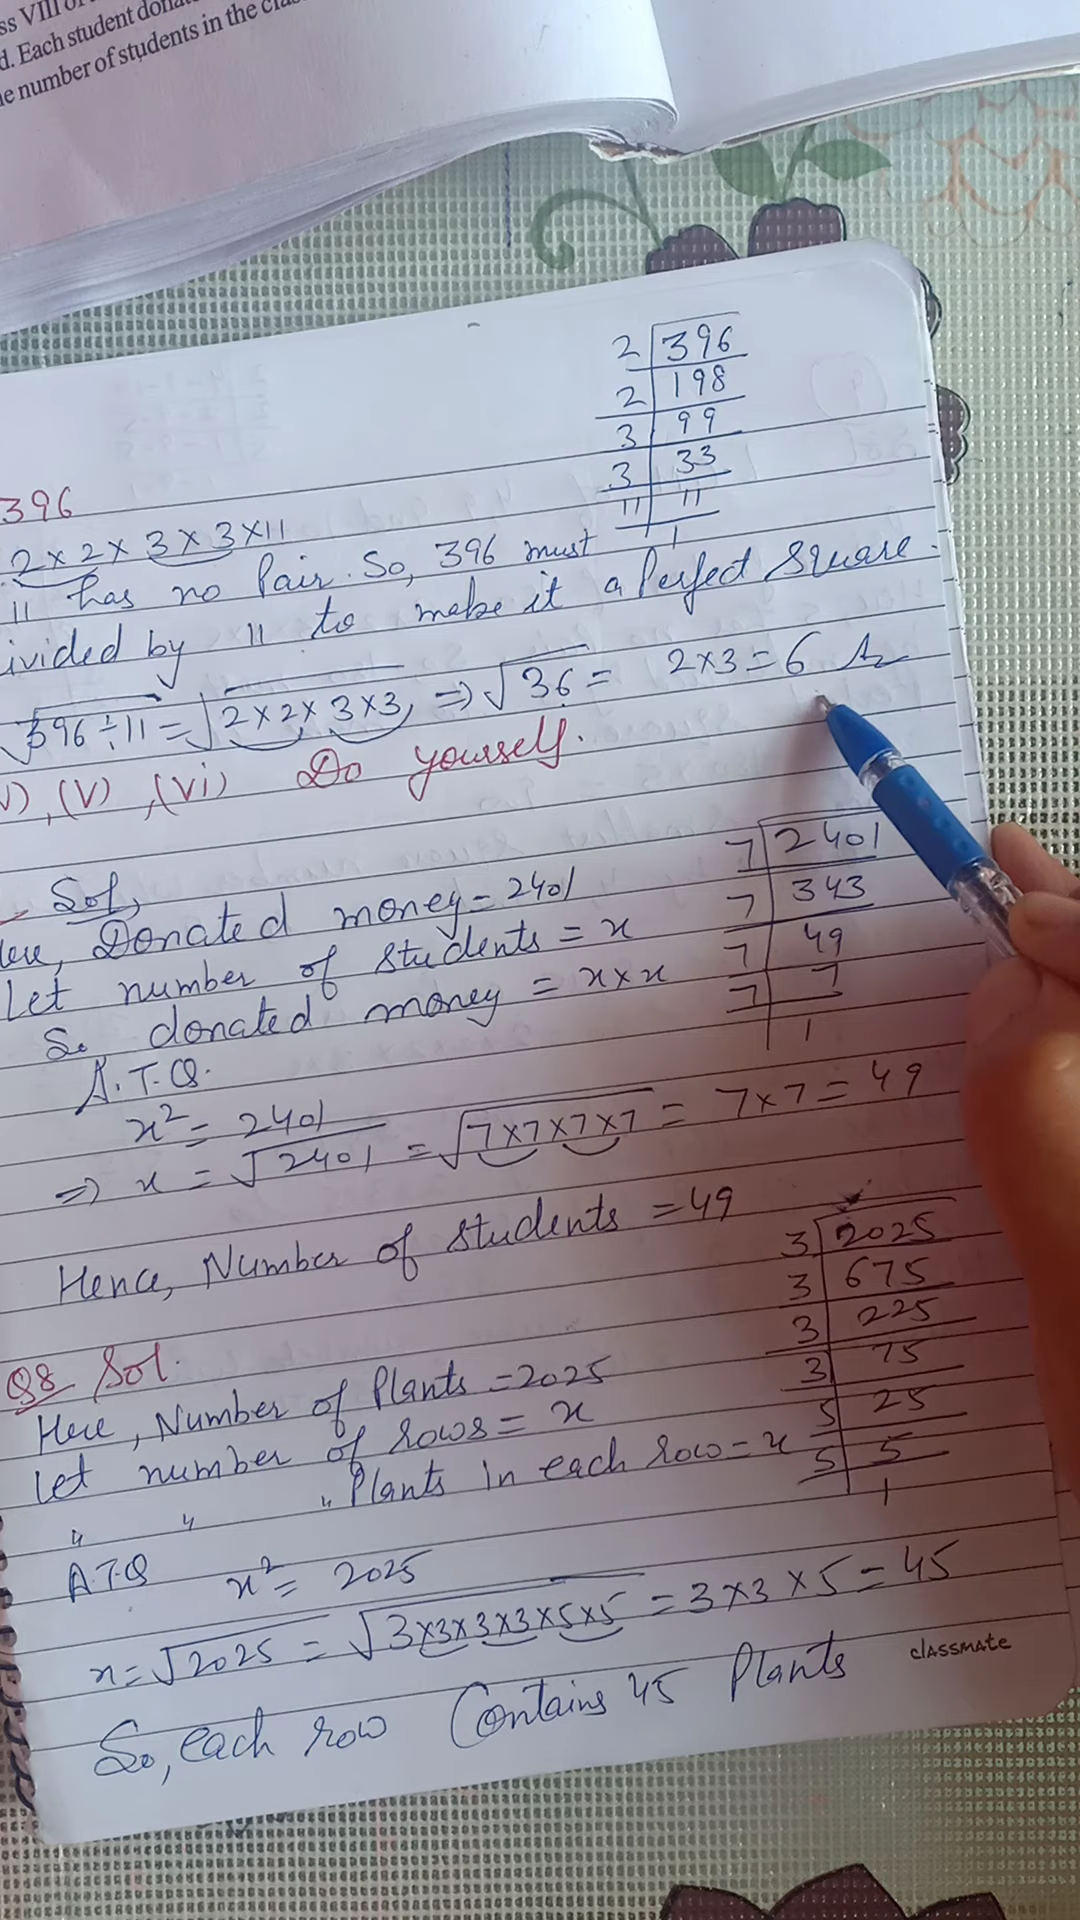 ss VIII of
d. Each student dona
he number of students in the cla
2 | 396
2 | 198
3 | 99
3 | 33
11 | 11
1
396
2 × 2 × 3 × 3 × 11
11 has no Pair. So, 396 must
ivided by 11 to make it a Perfect Square.
√396 ÷ 11 = √2 × 2 × 3 × 3 ⇒ √36 = 2 × 3 = 6
V), (V), (Vi) Do yourself.
Sol,
Here, Donated money = 2401
Let number of students = x
So donated money = x × x
A.T.Q.
x² = 2401
⇒ x = √2401 = √7 × 7 × 7 × 7 = 7 × 7 = 49
7 | 2401
7 | 343
7 | 49
7 | 7
1
Hence, Number of students = 49
Q8 Sol.
Here, Number of Plants = 2025
Let number of rows = x
" " " Plants in each row = x
A.T.Q x² = 2025
x = √2025 = √3 × 3 × 3 × 3 × 5 × 5 = 3 × 3 × 5 = 45
3 | 2025
3 | 675
3 | 225
3 | 75
5 | 25
5 | 5
1
So, each row Contains 45 Plants
classmate